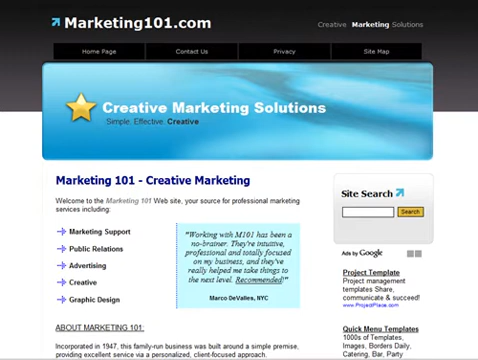 Marketing101.com
Creative Marketing Solutions
Home Page
Contact Us
Privacy
Site Map
Creative Marketing Solutions
Simple. Effective. Creative
Marketing 101 - Creative Marketing
Welcome to the Marketing 101 Web site, your source for professional marketing
services including:
Marketing Support
Public Relations
Advertising
Creative
Graphic Design
"Working with M101 has been a
no-brainer. They're intuitive,
professional and totally focused
on my business, and they've
really helped me take things to
the next level. Recommended!"
Marco DeValles, NYC
ABOUT MARKETING 101:
Incorporated in 1947, this family-run business was built around a simple premise,
providing excellent service via a personalized, client-focused approach.
Site Search
Search
Ads by Google
Project Template
Project management
templates Share,
communicate & succeed!
www.ProjectPlace.com
Quick Menu Templates
1000s of Templates,
Images, Borders Daily,
Catering, Bar, Party